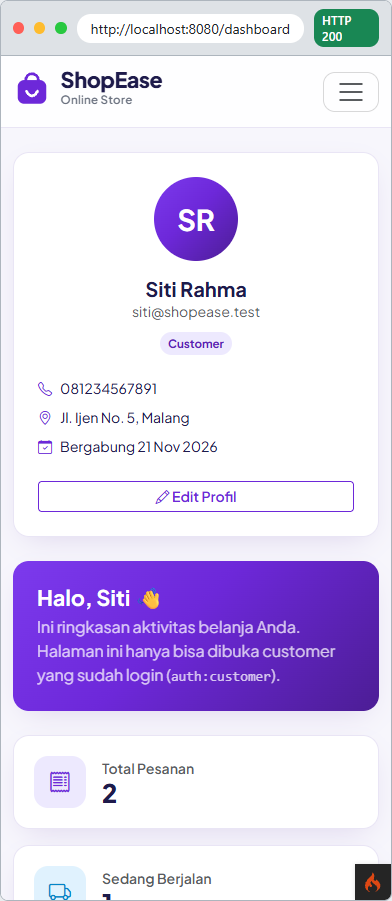 http://localhost:8080/dashboard
HTTP
200
ShopEase
Online Store
SR
Siti Rahma
siti@shopease.test
Customer
081234567891
Jl. Ijen No. 5, Malang
Bergabung 21 Nov 2026
Edit Profil
Halo, Siti 👋
Ini ringkasan aktivitas belanja Anda.
Halaman ini hanya bisa dibuka customer
yang sudah login (auth:customer).
Total Pesanan
2
Sedang Berjalan